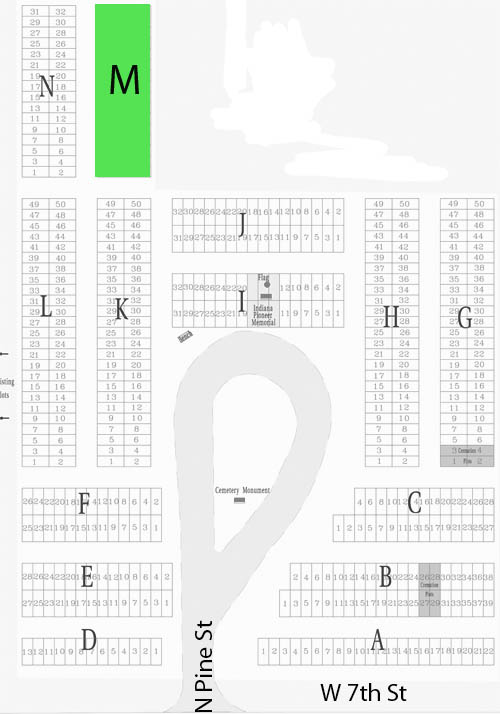 31 32
29 30
27 28
25 26
23 24
21 22
19 20
17 18
15 16
13 14
11 12
9 10
7 8
5 6
3 4
1 2
N
M
32 30 28 26 24 22 20 18 16 14 12 10 8 6 4 2
J
31 29 27 25 23 21 19 17 15 13 11 9 7 5 3 1
49 50
47 48
45 46
43 44
41 42
39 40
37 38
35 36
33 34
31 32
29 30
27 28
25 26
23 24
21 22
19 20
17 18
15 16
13 14
11 12
9 10
7 8
5 6
3 4
1 2
L
49 50
47 48
45 46
43 44
41 42
39 40
37 38
35 36
33 34
31 32
29 30
27 28
25 26
23 24
21 22
19 20
17 18
15 16
13 14
11 12
9 10
7 8
5 6
3 4
1 2
K
32 30 28 26 24 22 20 Flag 12 10 8 6 4 2
I
31 29 27 25 23 21 19 11 9 7 5 3 1
Indiana
Pioneer
Memorial
Bench
49 50
47 48
45 46
43 44
41 42
39 40
37 38
35 36
33 34
31 32
29 30
27 28
25 26
23 24
21 22
19 20
17 18
15 16
13 14
11 12
9 10
7 8
5 6
3 4
1 2
H
49 50
47 48
45 46
43 44
41 42
39 40
37 38
35 36
33 34
31 32
29 30
27 28
25 26
23 24
21 22
19 20
17 18
15 16
13 14
11 12
9 10
7 8
5 6
3 Cremation 4
1 Plots 2
G
isting
lots
Cemetery Monument
26 24 22 20 18 16 14 12 10 8 6 4 2
F
25 23 21 19 17 15 13 11 9 7 5 3 1
4 6 8 10 12 14 16 18 20 22 24 26 28
C
1 2 3 5 7 9 11 13 15 17 19 21 23 25 27
28 26 24 22 20 18 16 14 12 10 8 6 4 2
E
27 25 23 21 19 17 15 13 11 9 7 5 3 1
2 4 6 8 10 12 14 16 18 20 22 24 26 28 30 32 34 36 38
B
Cremation
Plots
1 3 5 7 9 11 13 15 17 19 21 23 25 27 29 31 33 35 37 39
D
13 12 11 10 9 8 7 6 5 4 3 2 1
A
1 2 3 4 5 6 7 8 9 10 11 12 13 14 15 16 17 18 19 20 21 22
N Pine St
W 7th St